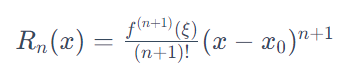 $R_n(x) = \frac{f^{(n+1)}(\xi)}{(n+1)!}(x - x_0)^{n+1}$